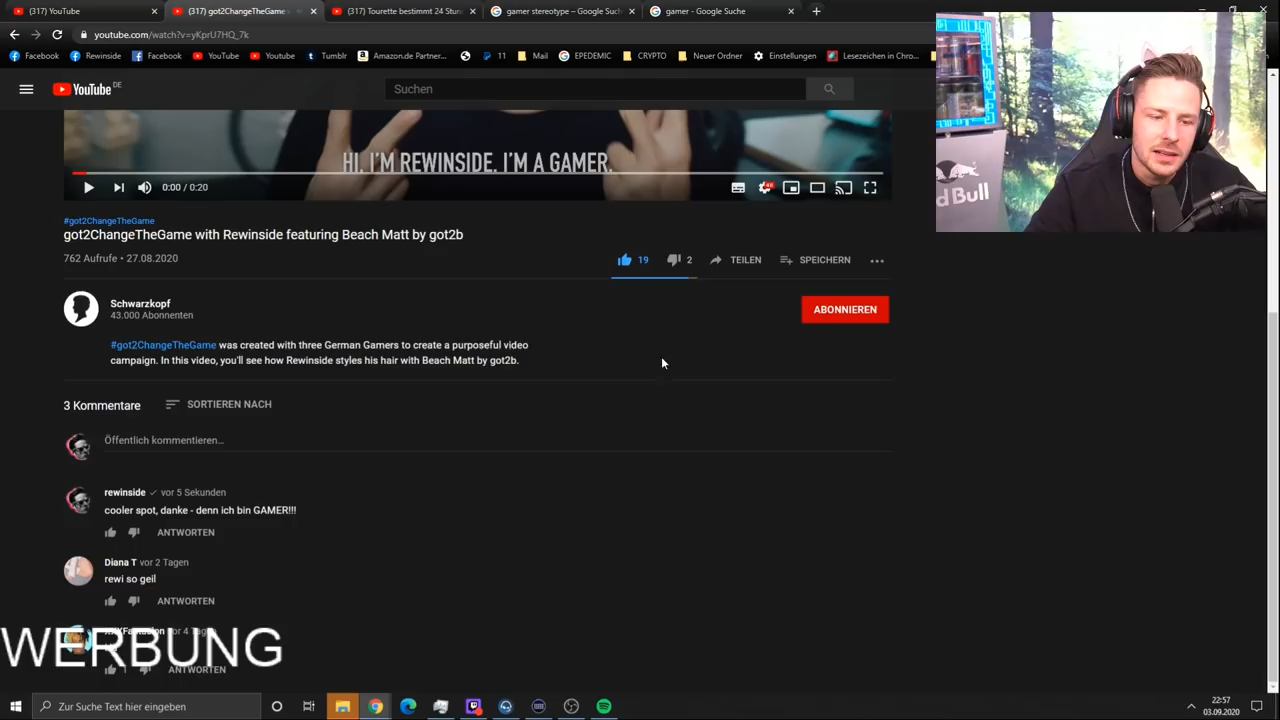 (317) YouTube
(317) got2ChangeTheGame
(317) Tourette bestimmt 24 Stun
gamer stereotype – Google Such
gamer - Google Suche
youtube.com/watch?v=yKprU7HQ_7k
Facebook
Rewinside
Facebook
YouTube
Youtube
Tumblr
Amazon.de Partner...
11
Mail
EPEDEMIC
CRYPTO
Neuer Ordner
Einstellungen
Lesezeichen in Chro...
YouTube DE
Suchen
d Bull
HI, I'M REWINSIDE. I'M A GAMER.
0:00 / 0:20
#got2ChangeTheGame
got2ChangeTheGame with Rewinside featuring Beach Matt by got2b
762 Aufrufe • 27.08.2020
19
2
TEILEN
SPEICHERN
Schwarzkopf
43.000 Abonnenten
ABONNIEREN
#got2ChangeTheGame was created with three German Gamers to create a purposeful video
campaign. In this video, you'll see how Rewinside styles his hair with Beach Matt by got2b.
3 Kommentare
SORTIEREN NACH
Öffentlich kommentieren...
rewinside vor 5 Sekunden
cooler spot, danke - denn ich bin GAMER!!!
ANTWORTEN
Diana T vor 2 Tagen
rewi so geil
ANTWORTEN
WERBUNG
1
ANTWORTEN
Zur Suche Text hier eingeben
22:57
03.09.2020